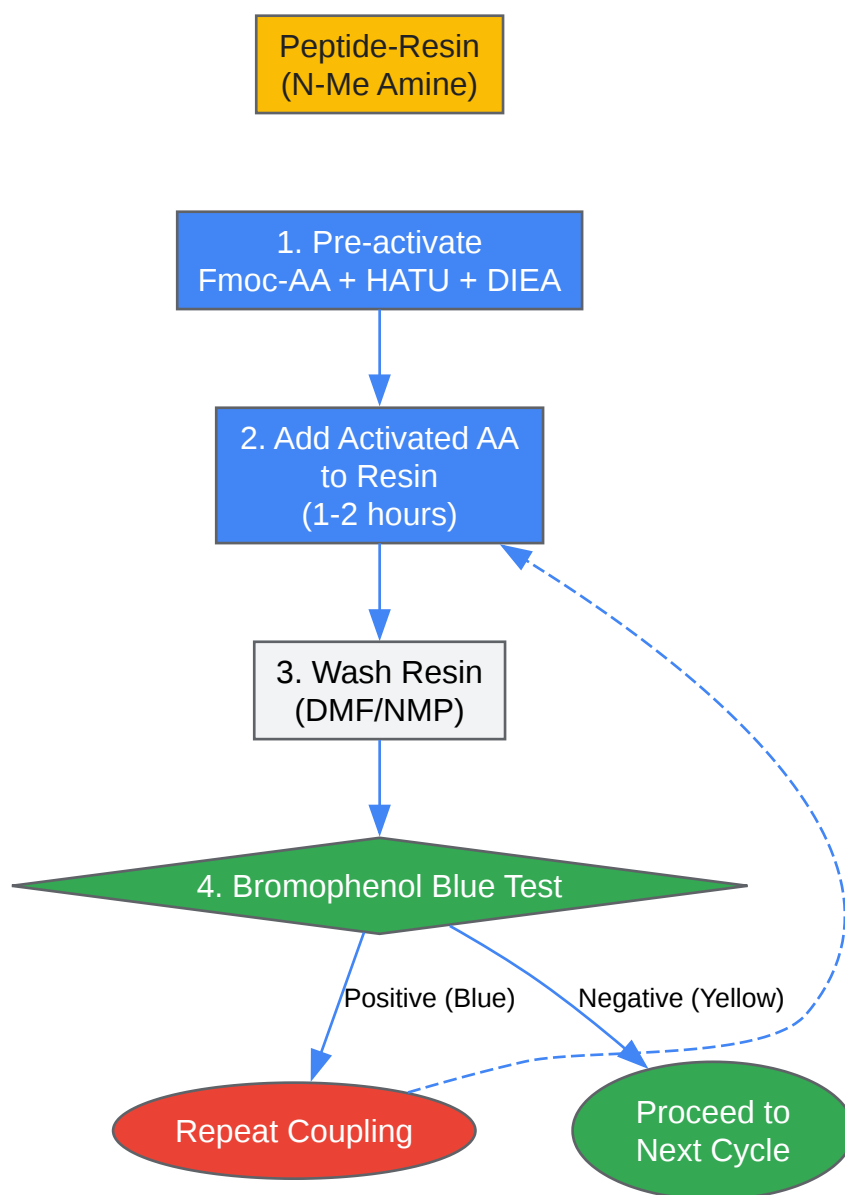 Peptide-Resin
(N-Me Amine)
1. Pre-activate
Fmoc-AA + HATU + DIEA
2. Add Activated AA
to Resin
(1-2 hours)
3. Wash Resin
(DMF/NMP)
4. Bromophenol Blue Test
Positive (Blue)
Negative (Yellow)
Repeat Coupling
Proceed to
Next Cycle